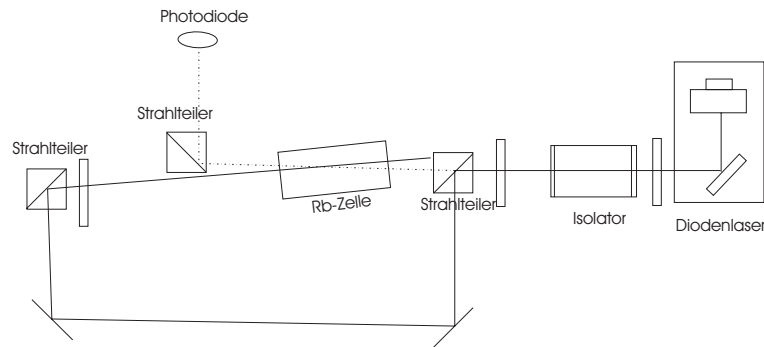 Photodiode
Strahlteiler
Strahlteiler
Rb-Zelle
Strahlteiler
Isolator
Diodenlaser